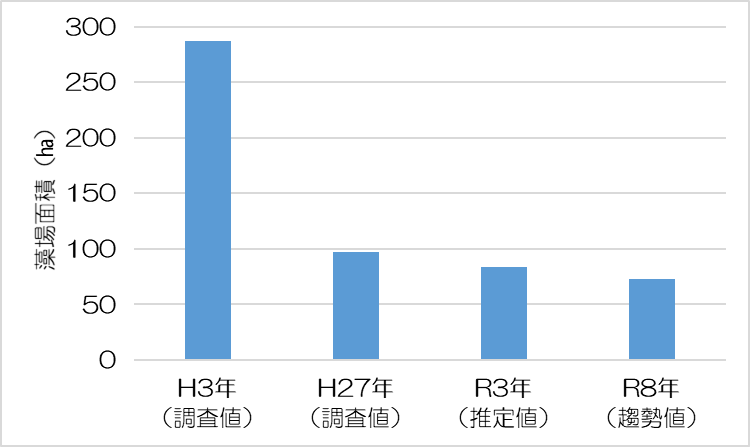 300
250
200
150
100
50
0
藻場面積（ha）
H3年
（調査値）
H27年
（調査値）
R3年
（推定値）
R8年
（趨勢値）